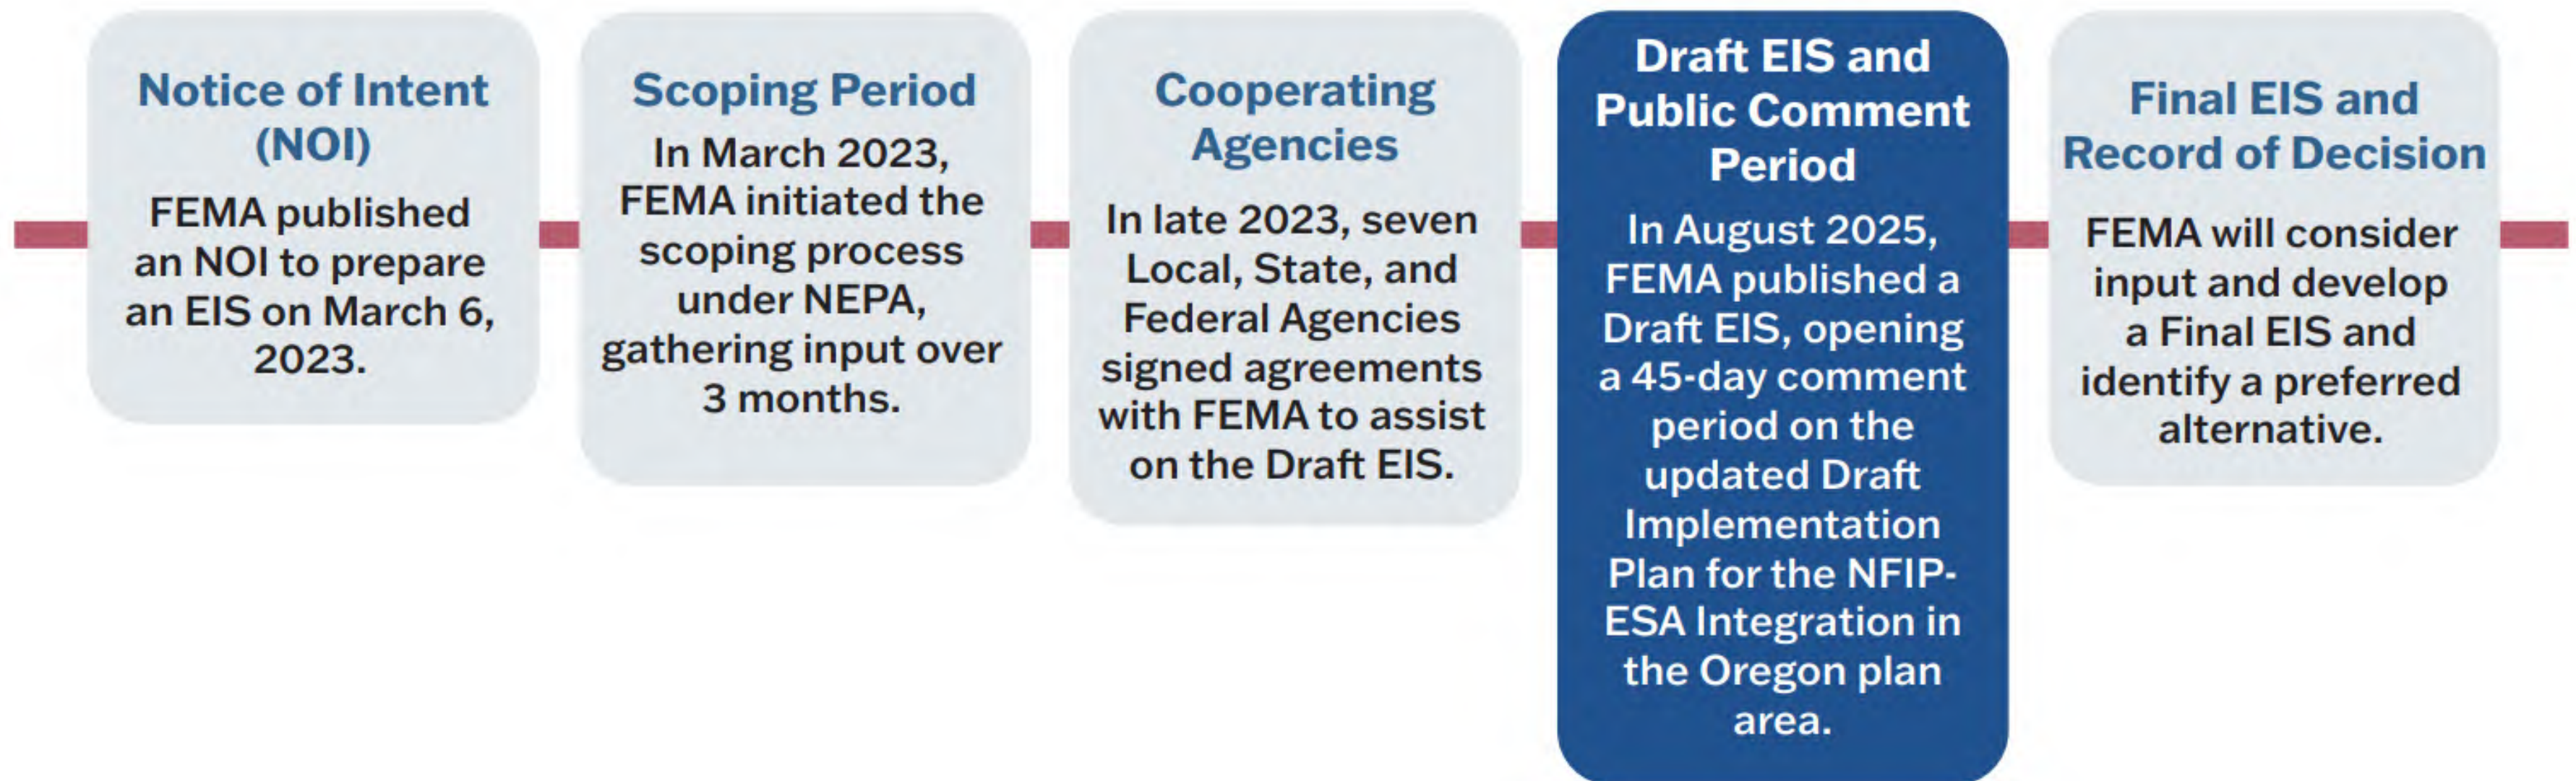 Notice of Intent
(NOI)
FEMA published
an NOI to prepare
an EIS on March 6,
2023.
Scoping Period
In March 2023,
FEMA initiated the
scoping process
under NEPA,
gathering input over
3 months.
Cooperating
Agencies
In late 2023, seven
Local, State, and
Federal Agencies
signed agreements
with FEMA to assist
on the Draft EIS.
Draft EIS and
Public Comment
Period
In August 2025,
FEMA published a
Draft EIS, opening
a 45-day comment
period on the
updated Draft
Implementation
Plan for the NFIP-
ESA Integration in
the Oregon plan
area.
Final EIS and
Record of Decision
FEMA will consider
input and develop
a Final EIS and
identify a preferred
alternative.